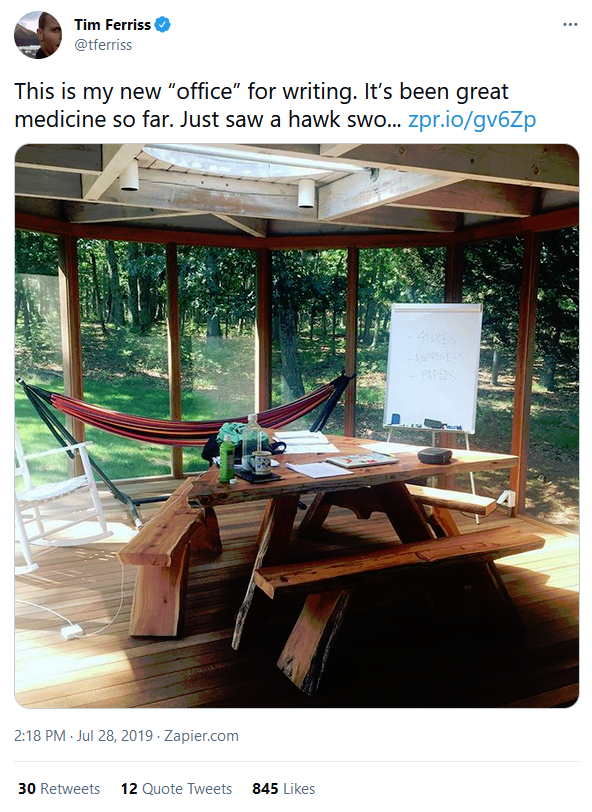 Tim Ferriss
@tferriss
This is my new “office” for writing. It’s been great
medicine so far. Just saw a hawk swo... zpr.io/gv6Zp
- STAKES
- PAPERS
2:18 PM · Jul 28, 2019 · Zapier.com
30 Retweets 12 Quote Tweets 845 Likes